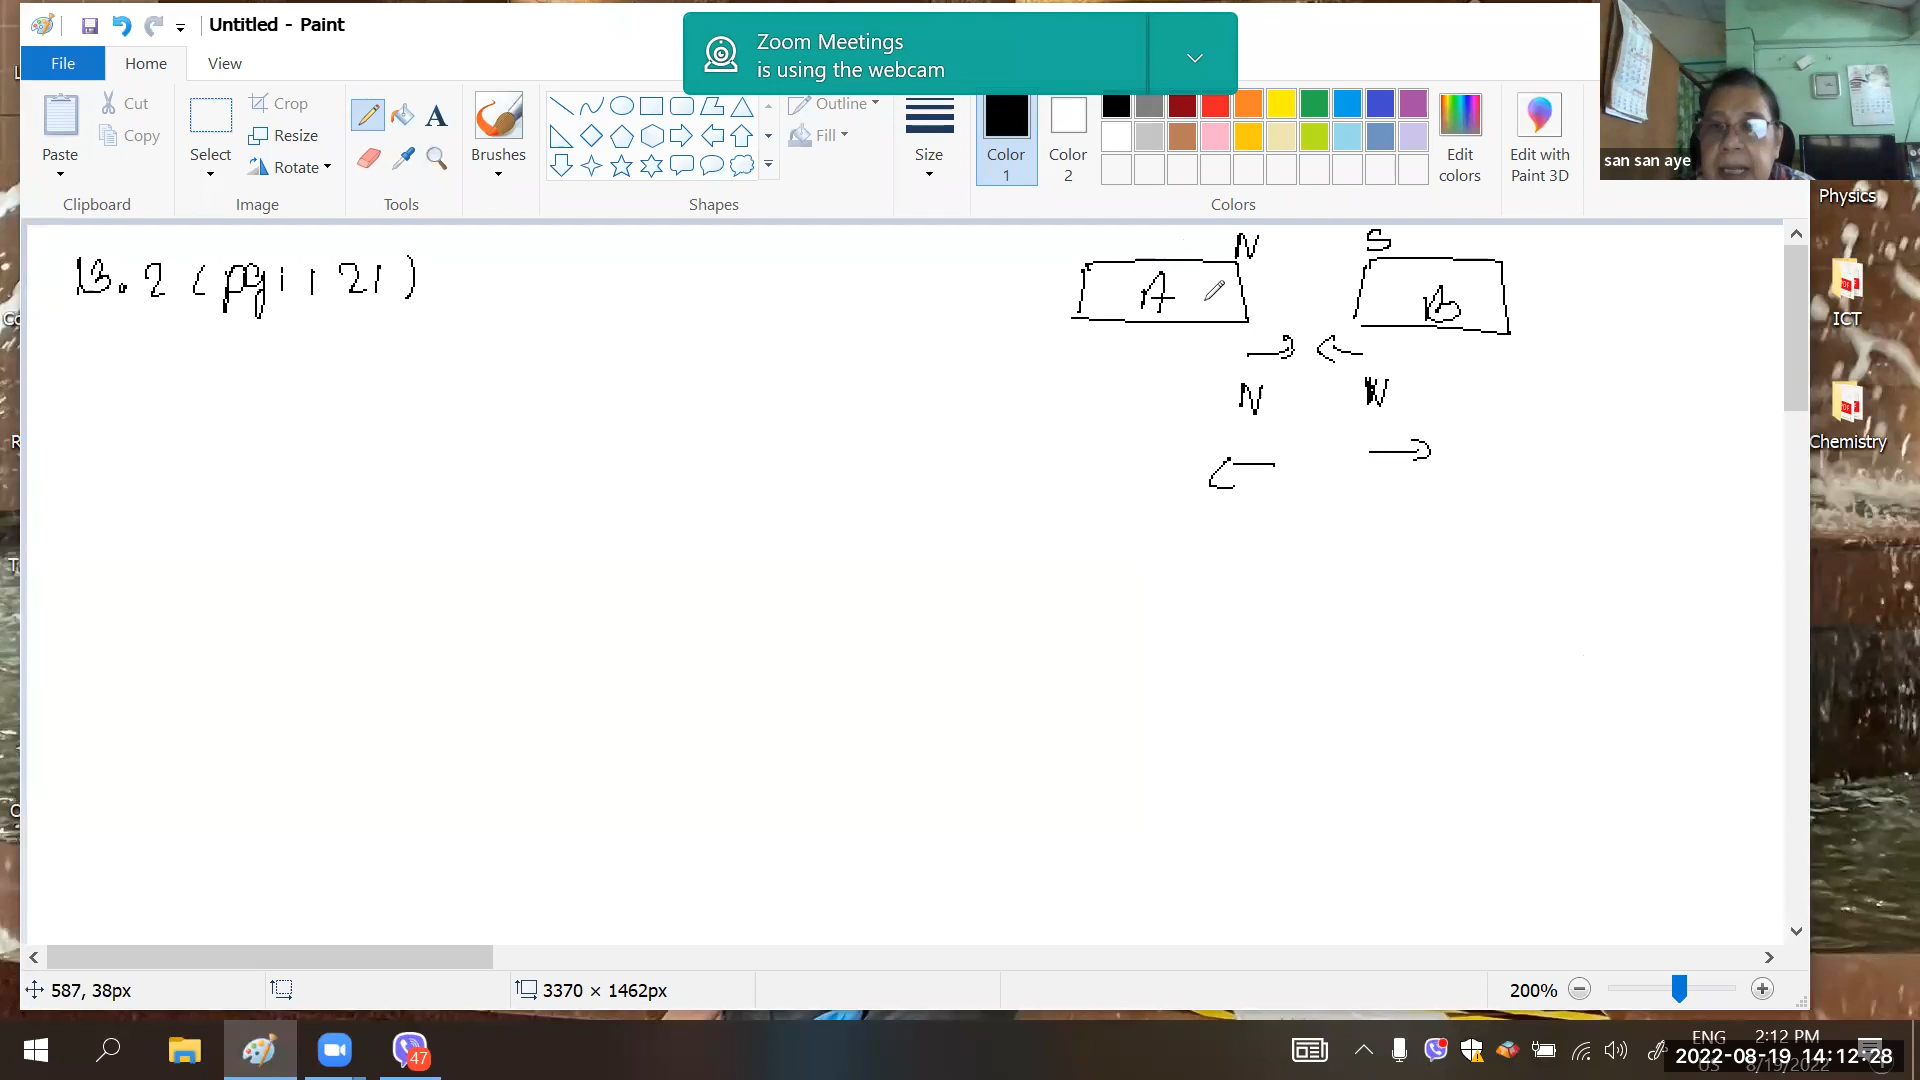 Untitled - Paint
Zoom Meetings
is using the webcam
File Home View
Cut
Copy
Paste
Clipboard
Select
Crop
Resize
Rotate
Image
Tools
Brushes
Shapes
Outline
Fill
Size
Color
1
Color
2
Edit
colors
Edit with
Paint 3D
Colors
san san aye
Physics
ICT
Chemistry
13.2 (pg 121)
N S
A B
N N
587, 38px
3370 × 1462px
200%
47
ENG 2:12 PM
2022-08-19 14:12:28
8/19/2022